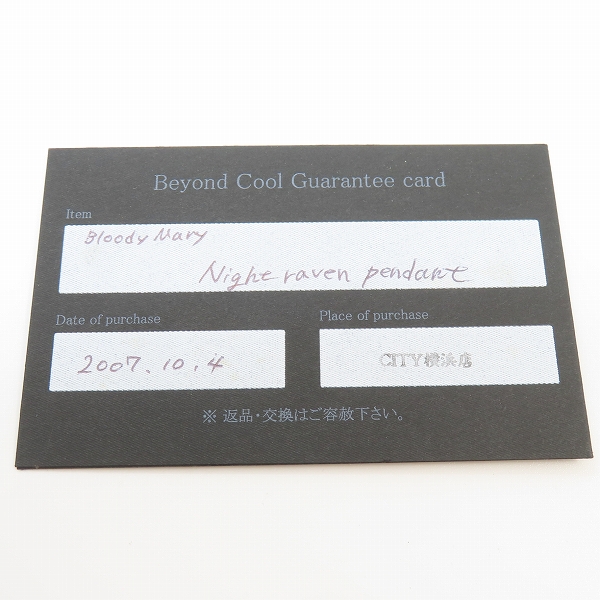 Beyond Cool Guarantee card
Item
Bloody Mary
Night raven pendant
Date of purchase
Place of purchase
2007.10.4
CITY横浜店
※ 返品・交換はご容赦下さい。